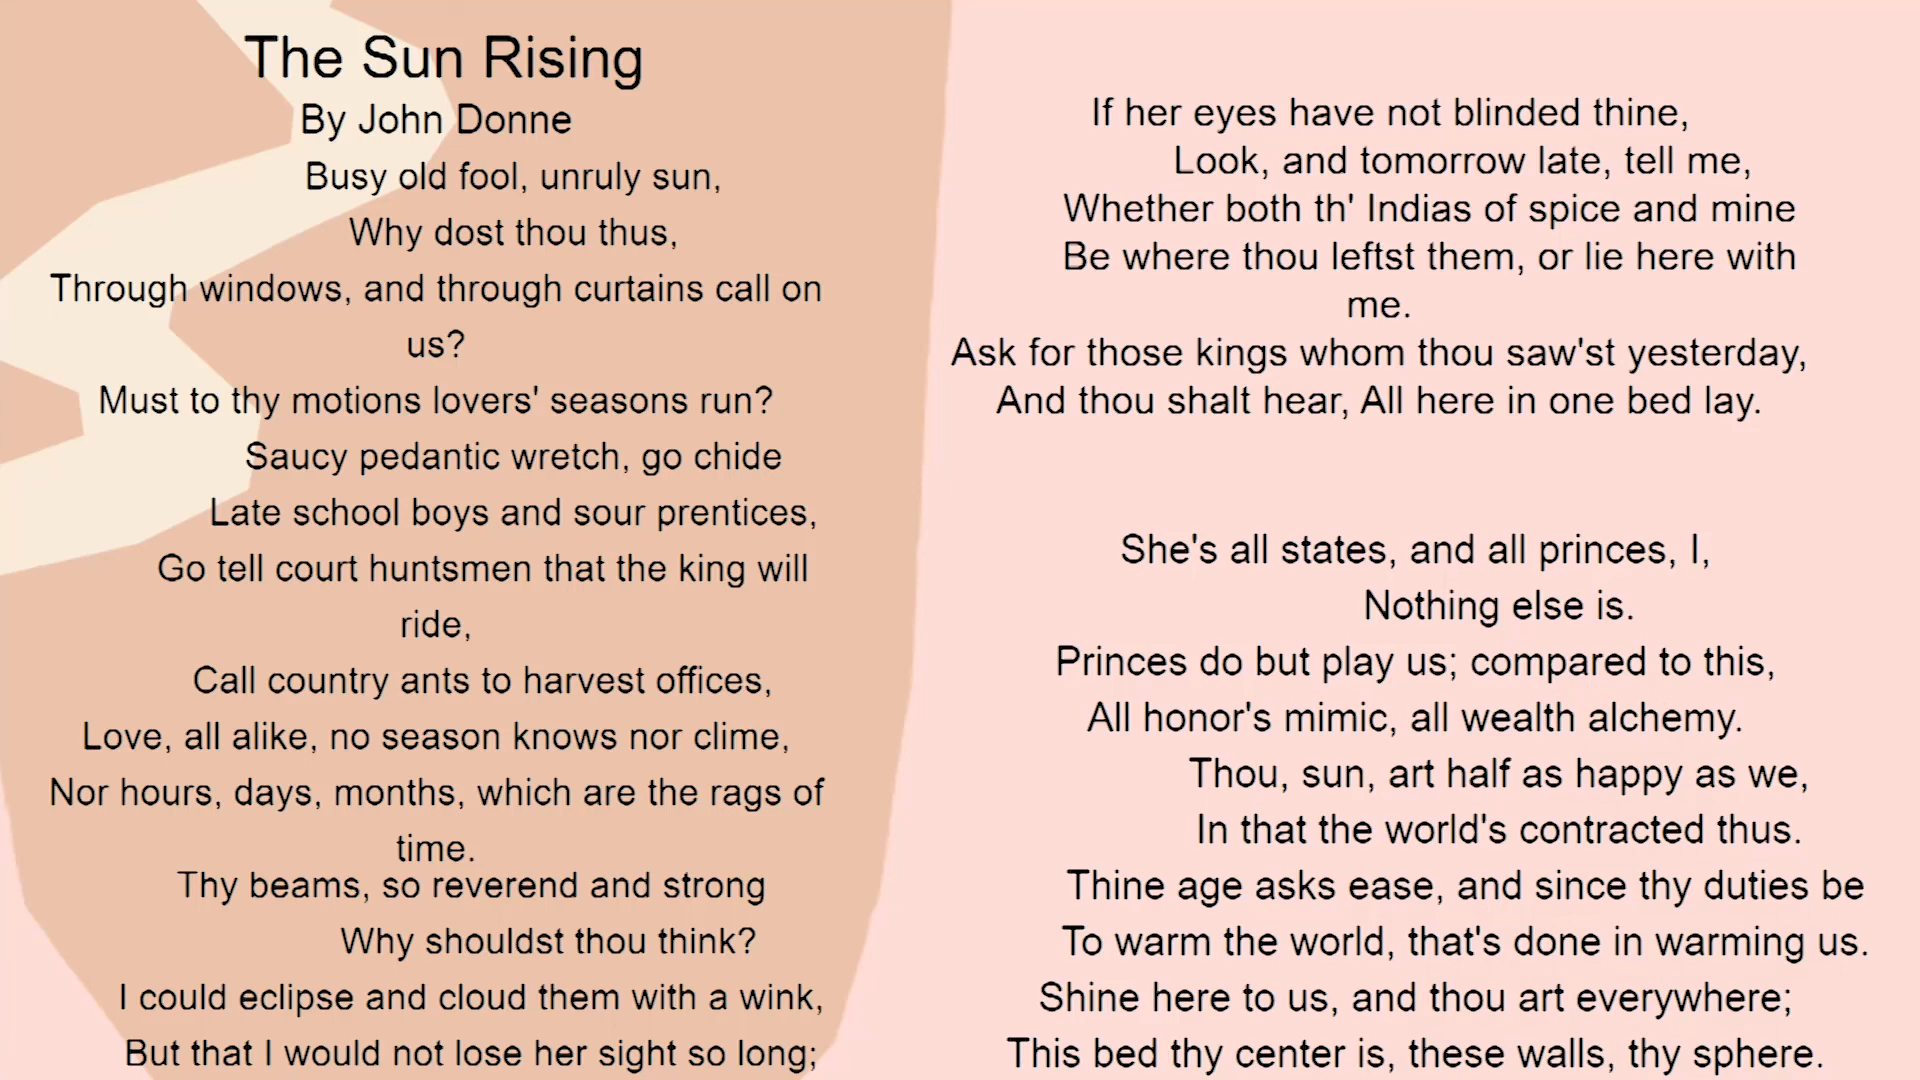 The Sun Rising
By John Donne
Busy old fool, unruly sun,
Why dost thou thus,
Through windows, and through curtains call on
us?
Must to thy motions lovers' seasons run?
Saucy pedantic wretch, go chide
Late school boys and sour prentices,
Go tell court huntsmen that the king will
ride,
Call country ants to harvest offices,
Love, all alike, no season knows nor clime,
Nor hours, days, months, which are the rags of
time.
Thy beams, so reverend and strong
Why shouldst thou think?
I could eclipse and cloud them with a wink,
But that I would not lose her sight so long;
If her eyes have not blinded thine,
Look, and tomorrow late, tell me,
Whether both th' Indias of spice and mine
Be where thou leftst them, or lie here with
me.
Ask for those kings whom thou saw'st yesterday,
And thou shalt hear, All here in one bed lay.
She's all states, and all princes, I,
Nothing else is.
Princes do but play us; compared to this,
All honor's mimic, all wealth alchemy.
Thou, sun, art half as happy as we,
In that the world's contracted thus.
Thine age asks ease, and since thy duties be
To warm the world, that's done in warming us.
Shine here to us, and thou art everywhere;
This bed thy center is, these walls, thy sphere.